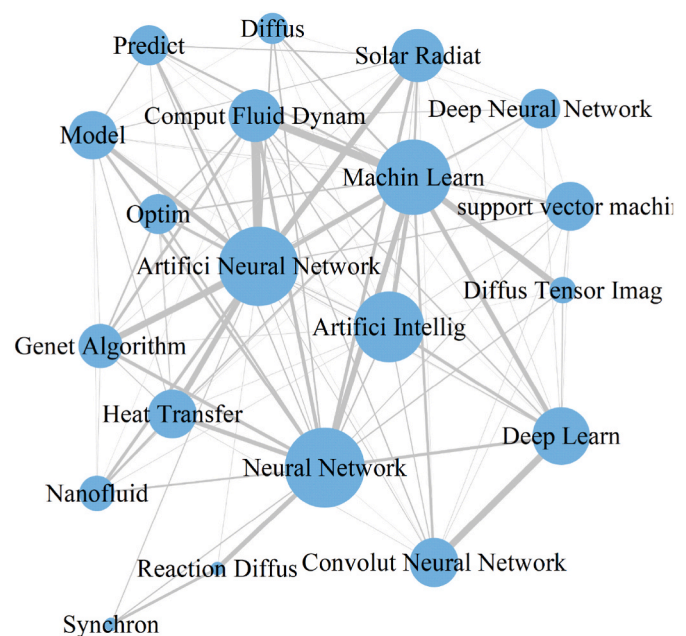 Diffus
Predict
Solar Radiat
Comput Fluid Dynam
Deep Neural Network
Model
Machin Learn
Optim
support vector machin
Artifici Neural Network
Diffus Tensor Imag
Artifici Intellig
Genet Algorithm
Heat Transfer
Deep Learn
Neural Network
Nanofluid
Convolut Neural Network
Reaction Diffus
Synchron